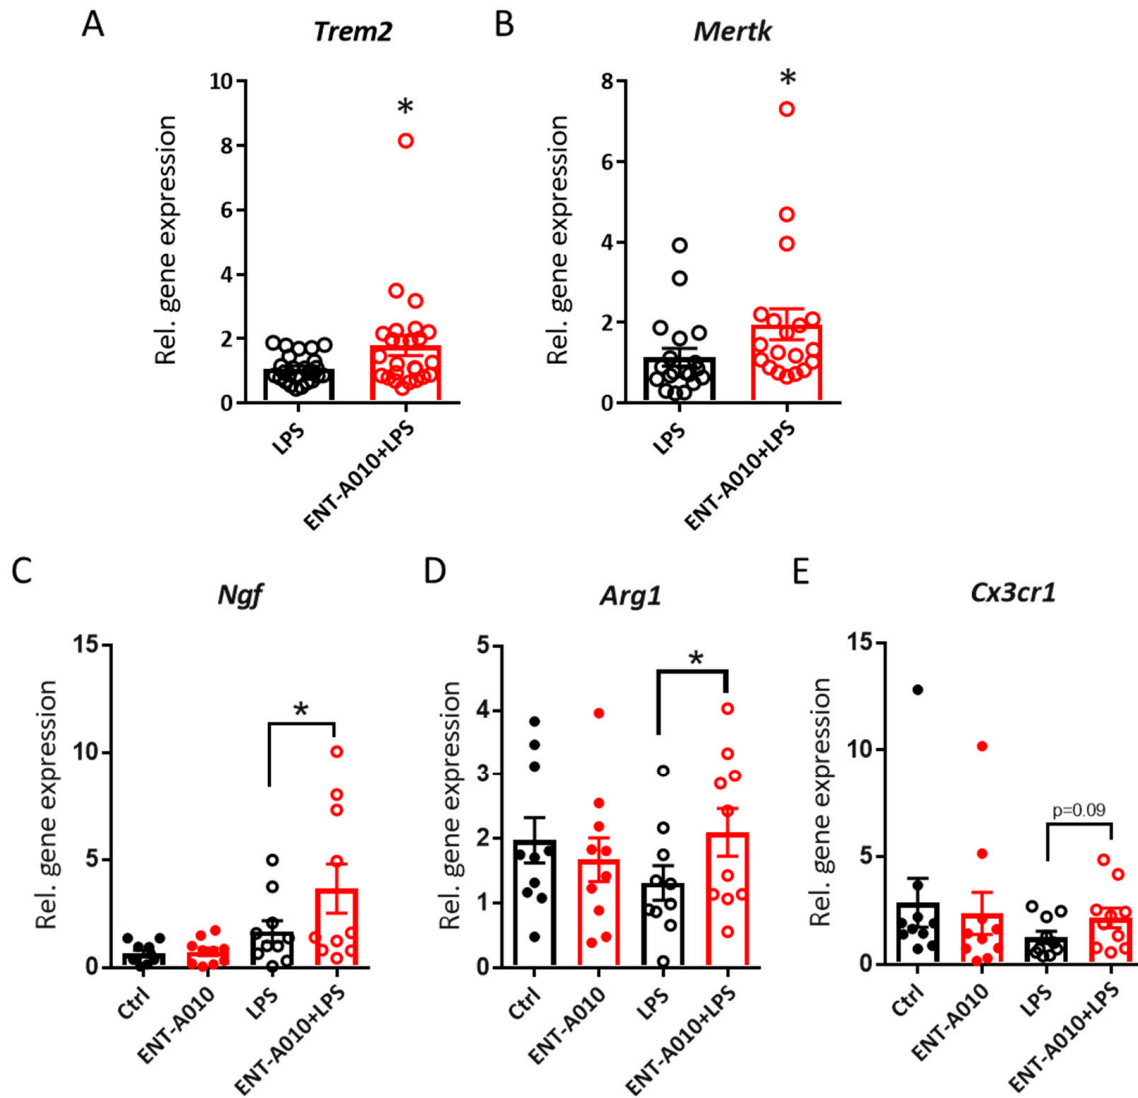 A
Trem2
Rel. gene expression
10
8
6
4
2
0
*
LPS
ENT-A010+LPS
B
Mertk
Rel. gene expression
8
6
4
2
0
*
LPS
ENT-A010+LPS
C
Ngf
Rel. gene expression
15
10
5
0
*
Ctrl
ENT-A010
LPS
ENT-A010+LPS
D
Arg1
Rel. gene expression
5
4
3
2
1
0
*
Ctrl
ENT-A010
LPS
ENT-A010+LPS
E
Cx3cr1
Rel. gene expression
15
10
5
0
p=0.09
Ctrl
ENT-A010
LPS
ENT-A010+LPS